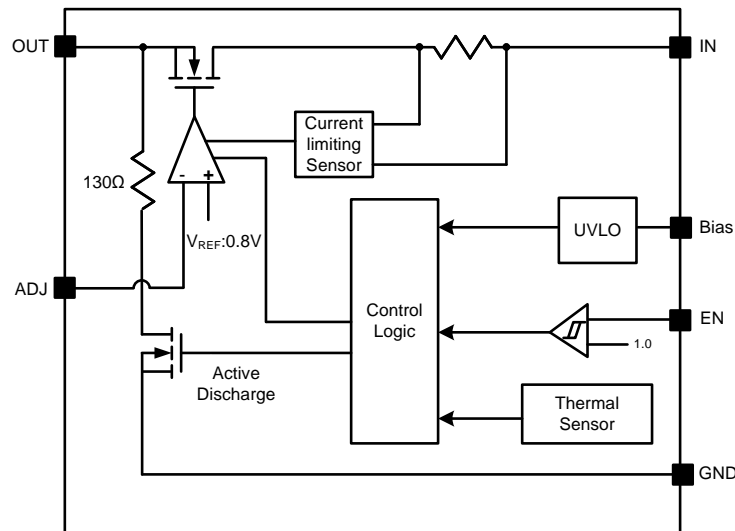 OUT
IN
Current
limiting
Sensor
130Ω
- +
VREF:0.8V
UVLO
Bias
ADJ
Control
Logic
EN
1.0
Active
Discharge
Thermal
Sensor
GND